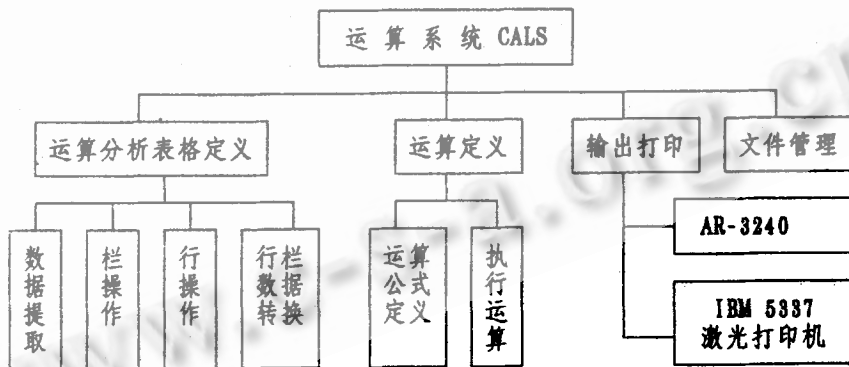 运算系统 CALS
运算分析表格定义
运算定义
输出打印
文件管理
数据提取
栏操作
行操作
行栏
数据
转换
运算
公式
定义
执行运算
AR-3240
IBM 5337
激光打印机